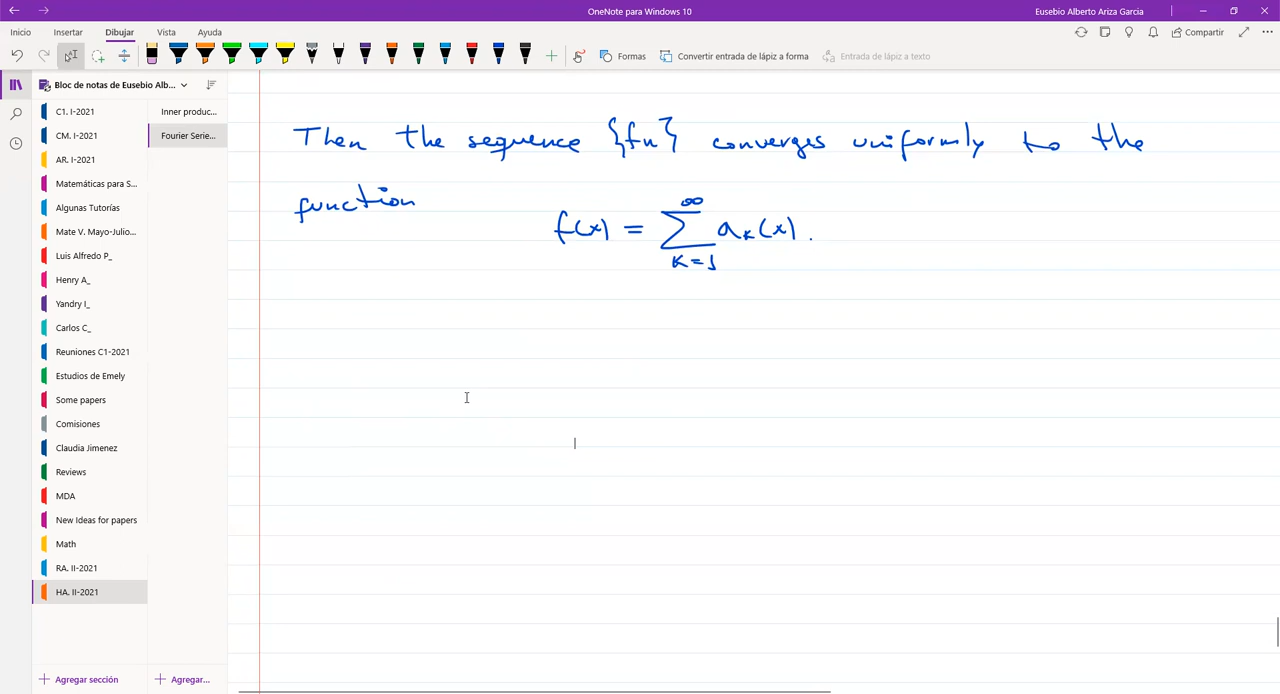 OneNote para Windows 10
Eusebio Alberto Ariza Garcia
Inicio Insertar Dibujar Vista Ayuda
Compartir
Formas Convertir entrada de lápiz a forma Entrada de lápiz a texto
Bloc de notas de Eusebio Alb...
C1. I-2021
CM. I-2021
AR. I-2021
Matemáticas para S...
Algunas Tutorías
Mate V. Mayo-Julio...
Luis Alfredo P_
Henry A_
Yandry I_
Carlos C_
Reuniones C1-2021
Estudios de Emely
Some papers
Comisiones
Claudia Jimenez
Reviews
MDA
New Ideas for papers
Math
RA. II-2021
HA. II-2021
Agregar sección
Inner produc...
Fourier Serie...
Agregar...
Then the sequence {fn} converges uniformly to the
function f(x) = ∑_{k=1}^{∞} a_k(x).